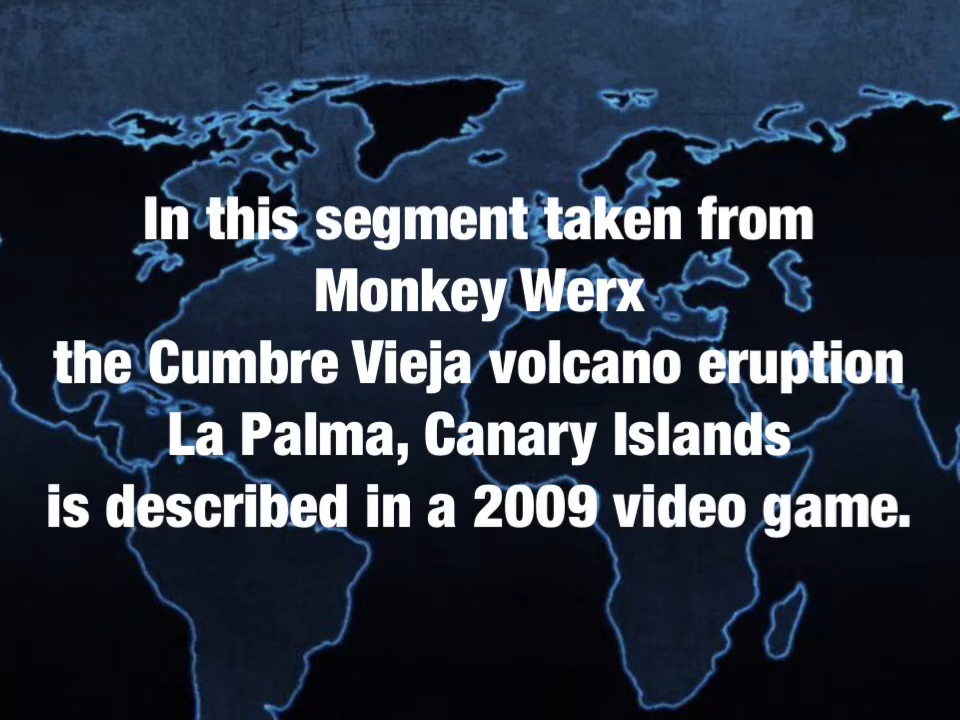 In this segment taken from
Monkey Werx
the Cumbre Vieja volcano eruption
La Palma, Canary Islands
is described in a 2009 video game.